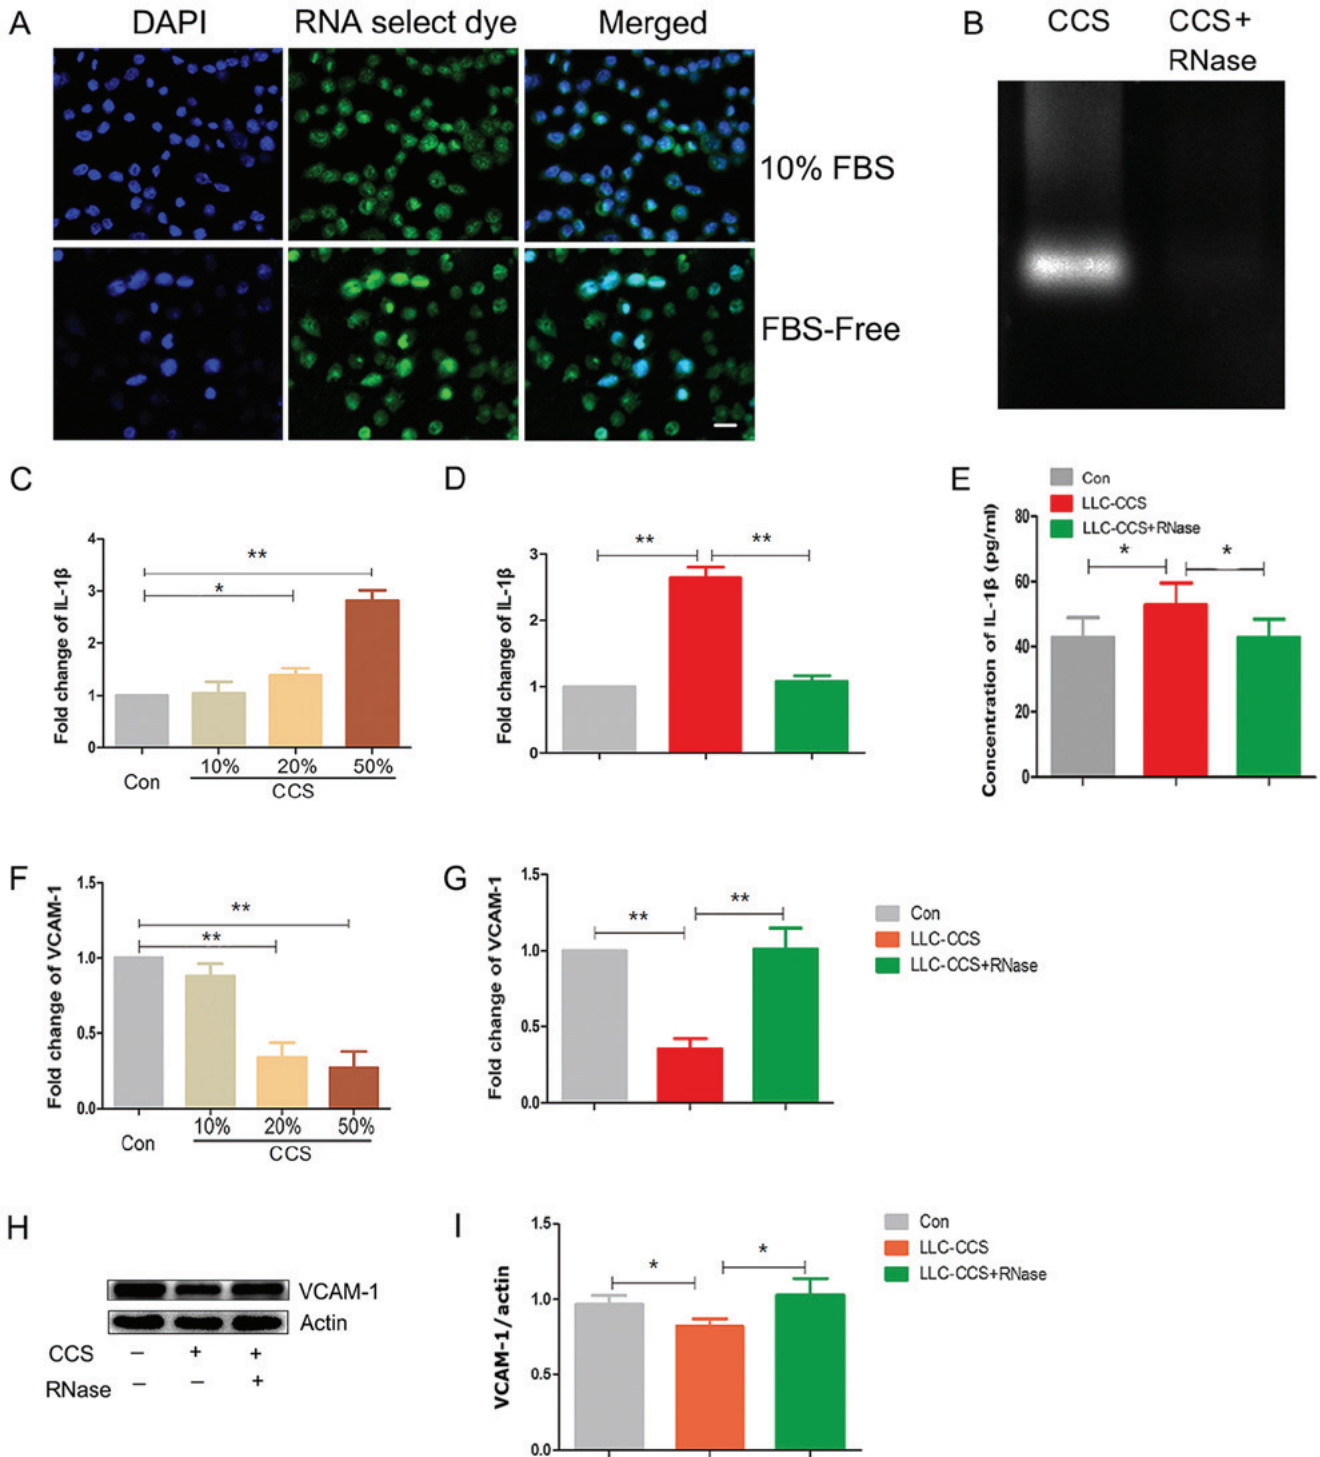 A
DAPI
RNA select dye
Merged
10% FBS
FBS-Free
B
CCS
CCS+
RNase
C
Fold change of IL-1β
4
3
2
1
0
**
*
Con
10%
20%
50%
CCS
D
Fold change of IL-1β
3
2
1
0
**
**
E
Con
LLC-CCS
LLC-CCS+RNase
Concentration of IL-1β (pg/ml)
80
60
40
20
0
*
*
F
Fold change of VCAM-1
1.5
1.0
0.5
0.0
**
**
Con
10%
20%
50%
CCS
G
Fold change of VCAM-1
1.5
1.0
0.5
0.0
**
**
Con
LLC-CCS
LLC-CCS+RNase
H
VCAM-1
Actin
CCS – + +
RNase – – +
I
VCAM-1/actin
1.5
1.0
0.5
0.0
*
*
Con
LLC-CCS
LLC-CCS+RNase